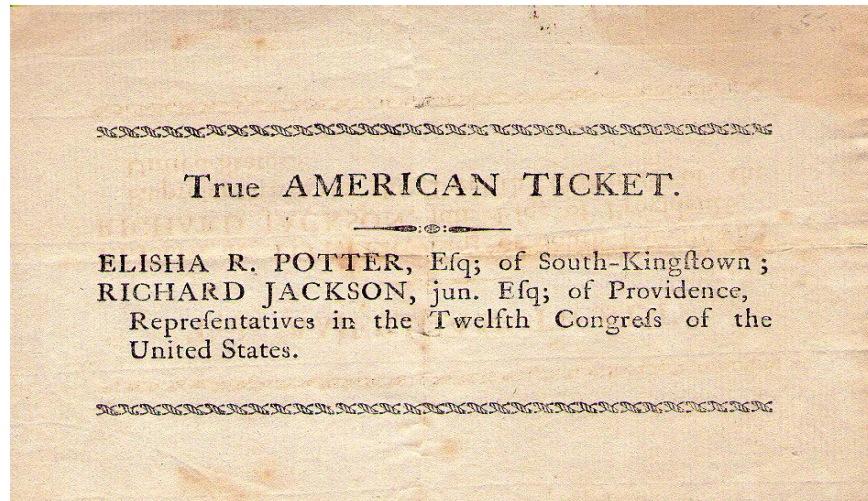 True AMERICAN TICKET.
ELISHA R. POTTER, Eſq; of South-Kingſtown ;
RICHARD JACKSON, jun. Eſq; of Providence,
Repreſentatives in the Twelfth Congreſs of the
United States.